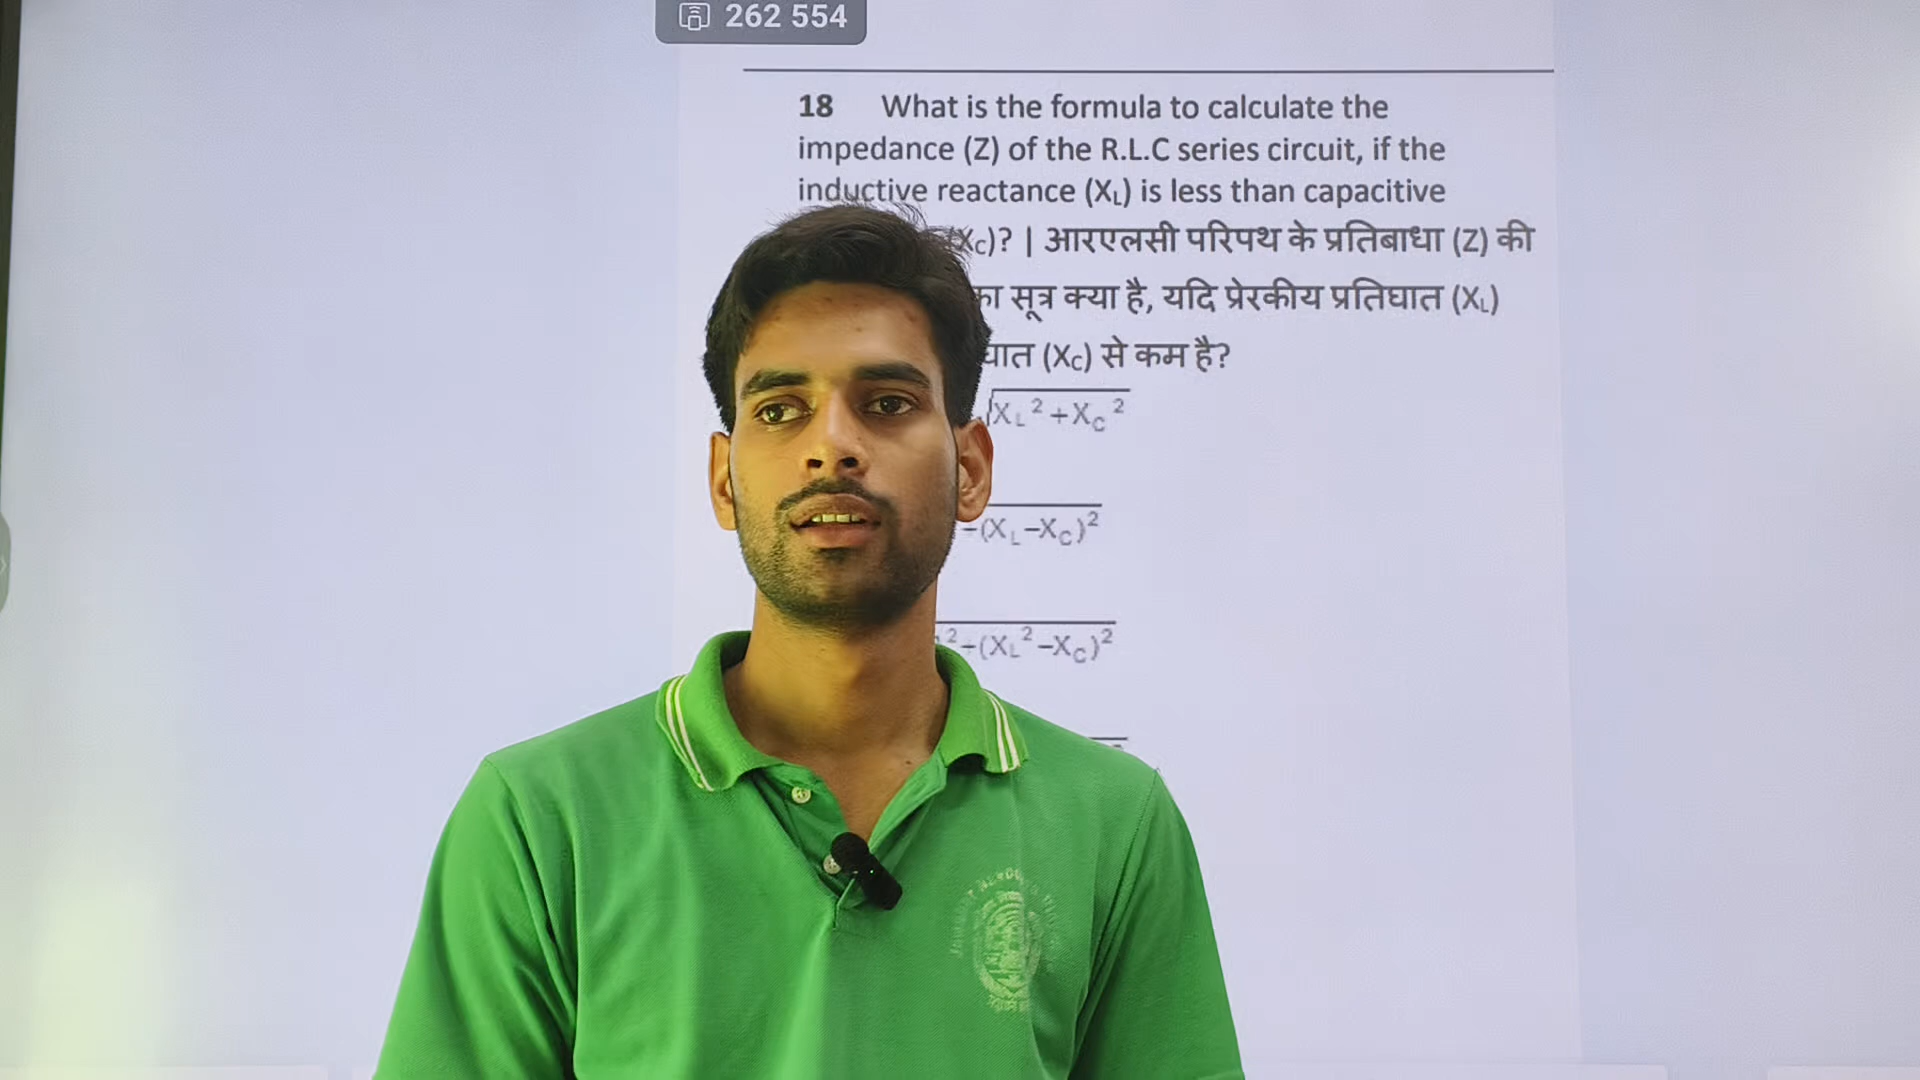 262 554
18 What is the formula to calculate the
impedance (Z) of the R.L.C series circuit, if the
inductive reactance (XL) is less than capacitive
(XC)? | आरएलसी परिपथ के प्रतिबाधा (Z) की
का सूत्र क्या है, यदि प्रेरकीय प्रतिघात (XL)
(XC) से कम है?
√XL²+XC²
(XL–XC)²
²–(XL²–XC)²